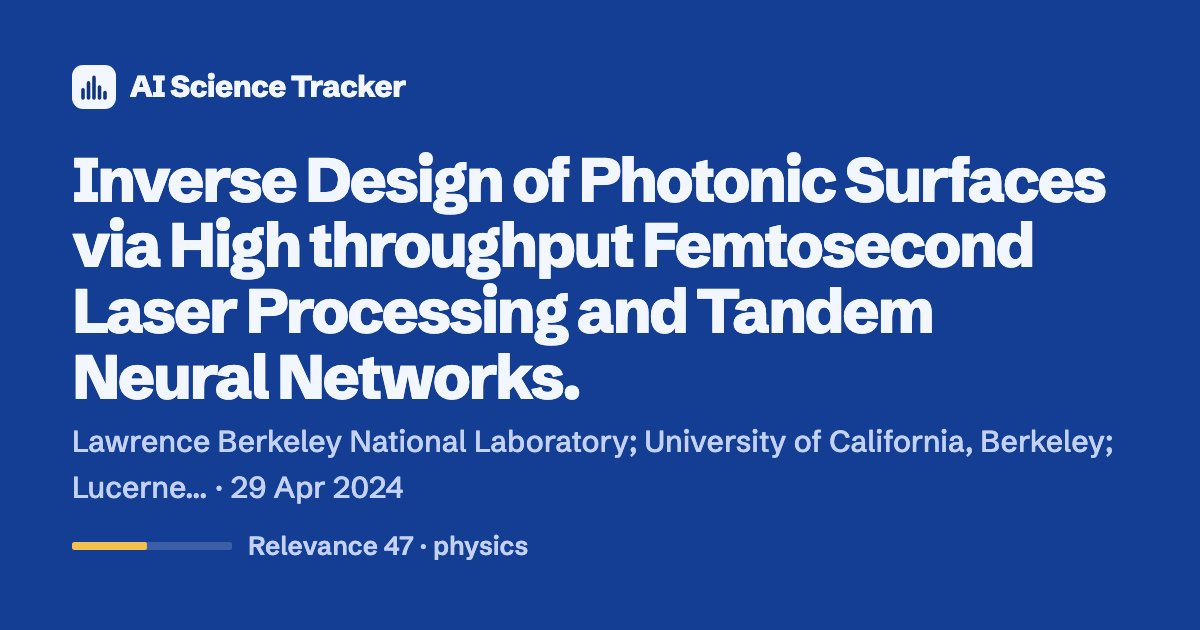 AI Science Tracker
Inverse Design of Photonic Surfaces
via High throughput Femtosecond
Laser Processing and Tandem
Neural Networks.
Lawrence Berkeley National Laboratory; University of California, Berkeley;
Lucerne... · 29 Apr 2024
Relevance 47 · physics